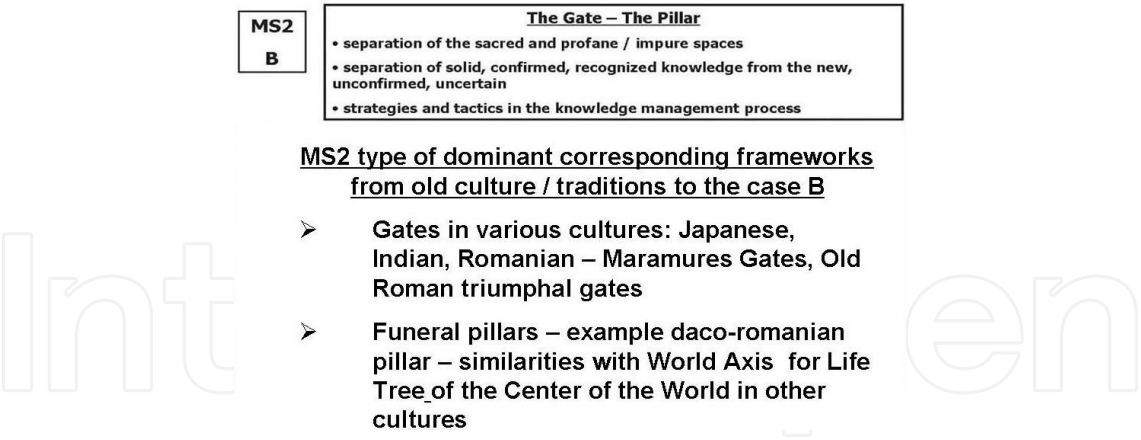 MS2
B
The Gate – The Pillar
• separation of the sacred and profane / impure spaces
• separation of solid, confirmed, recognized knowledge from the new,
unconfirmed, uncertain
• strategies and tactics in the knowledge management process
MS2 type of dominant corresponding frameworks
from old culture / traditions to the case B
➢ Gates in various cultures: Japanese,
Indian, Romanian – Maramures Gates, Old
Roman triumphal gates
➢ Funeral pillars – example daco-romanian
pillar – similarities with World Axis for Life
Tree of the Center of the World in other
cultures